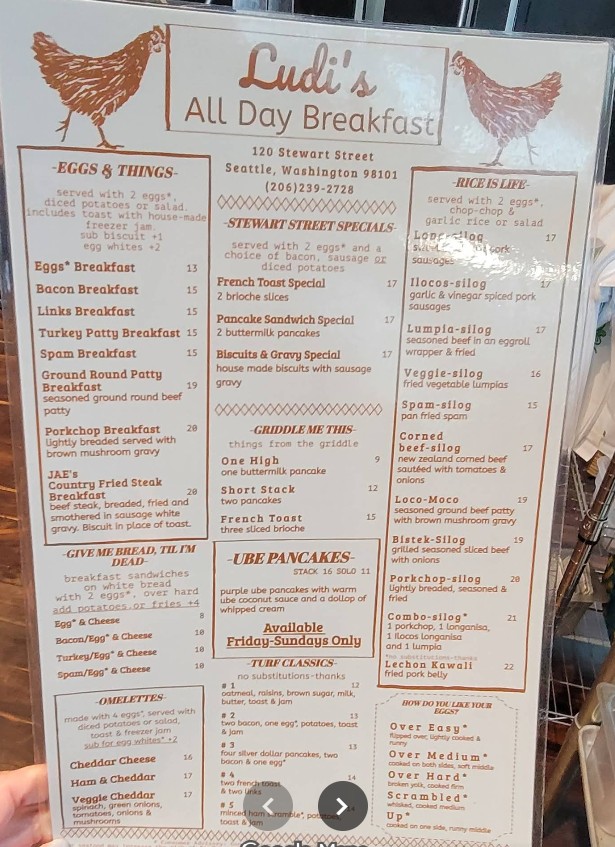 Ludi's
All Day Breakfast
120 Stewart Street
Seattle, Washington 98101
(206)239-2728
-EGGS & THINGS-
served with 2 eggs*,
diced potatoes or salad.
includes toast with house-made
freezer jam.
sub biscuit +1
egg whites +2
Eggs* Breakfast 13
Bacon Breakfast 15
Links Breakfast 15
Turkey Patty Breakfast 15
Spam Breakfast 15
Ground Round Patty
Breakfast 19
seasoned ground round beef
patty
Porkchop Breakfast 20
lightly breaded served with
brown mushroom gravy
JAE's
Country Fried Steak
Breakfast 20
beef steak, breaded, fried and
smothered in sausage white
gravy. Biscuit in place of toast.
-GIVE ME BREAD, TIL I'M
DEAD-
breakfast sandwiches
on white bread
with 2 eggs*, over hard
add potatoes or fries +4
Egg* & Cheese 8
Bacon/Egg* & Cheese 10
Turkey/Egg* & Cheese 10
Spam/Egg* & Cheese 10
-OMELETTES-
made with 4 eggs*, served with
diced potatoes or salad,
toast & freezer jam
sub for egg whites* +2
Cheddar Cheese 16
Ham & Cheddar 17
Veggie Cheddar 17
spinach, green onions,
tomatoes, onions &
mushrooms
-STEWART STREET SPECIALS-
served with 2 eggs* and a
choice of bacon, sausage or
diced potatoes
French Toast Special 17
2 brioche slices
Pancake Sandwich Special 17
2 buttermilk pancakes
Biscuits & Gravy Special 17
house made biscuits with sausage
gravy
-GRIDDLE ME THIS-
things from the griddle
One High 9
one buttermilk pancake
Short Stack 12
two pancakes
French Toast 15
three sliced brioche
-UBE PANCAKES-
STACK 16 SOLO 11
purple ube pancakes with warm
ube coconut sauce and a dollop of
whipped cream
Available
Friday-Sundays Only
-TURF CLASSICS-
no substitutions-thanks
# 1 12
oatmeal, raisins, brown sugar, milk,
butter, toast & jam
# 2 13
two bacon, one egg*, potatoes, toast
& jam
# 3 13
four silver dollar pancakes, two
bacon & one egg*
# 4 14
two french toast
& two links
# 5 14
minced ham scramble*, potatoes,
toast & jam
-RICE IS LIFE-
served with 2 eggs*,
chop-chop &
garlic rice or salad
Long-silog 17
pork
sausages
Ilocos-silog 17
garlic & vinegar spiced pork
sausages
Lumpia-silog 17
seasoned beef in an eggroll
wrapper & fried
Veggie-silog 16
fried vegetable lumpias
Spam-silog 15
pan fried spam
Corned
beef-silog 17
new zealand corned beef
sautéed with tomatoes &
onions
Loco-Moco 19
seasoned ground beef patty
with brown mushroom gravy
Bistek-Silog 19
grilled seasoned sliced beef
with onions
Porkchop-silog 20
lightly breaded, seasoned &
fried
Combo-silog* 21
1 porkchop, 1 longanisa,
1 Ilocos longanisa
and 1 lumpia
*no substitutions-thanks
Lechon Kawali 22
fried pork belly
HOW DO YOU LIKE YOUR
EGGS?
Over Easy*
flipped over, lightly cooked &
runny
Over Medium*
cooked on both sides, soft middle
Over Hard*
broken yolk, cooked firm
Scrambled*
whisked, cooked medium
Up*
cooked on one side, runny middle